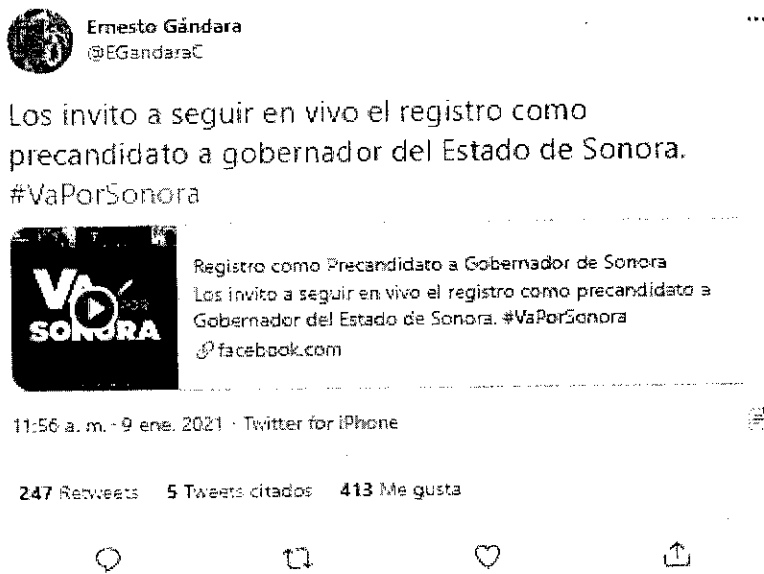 Ernesto Gándara
@EGandaraC
Los invito a seguir en vivo el registro como
precandidato a gobernador del Estado de Sonora.
#VaPorSonora
VA POR
SONORA
Registro como Precandidato a Gobernador de Sonora
Los invito a seguir en vivo el registro como precandidato a
Gobernador del Estado de Sonora. #VaPorSonora
facebook.com
11:56 a. m. · 9 ene. 2021 · Twitter for iPhone
247 Retweets 5 Tweets citados 413 Me gusta